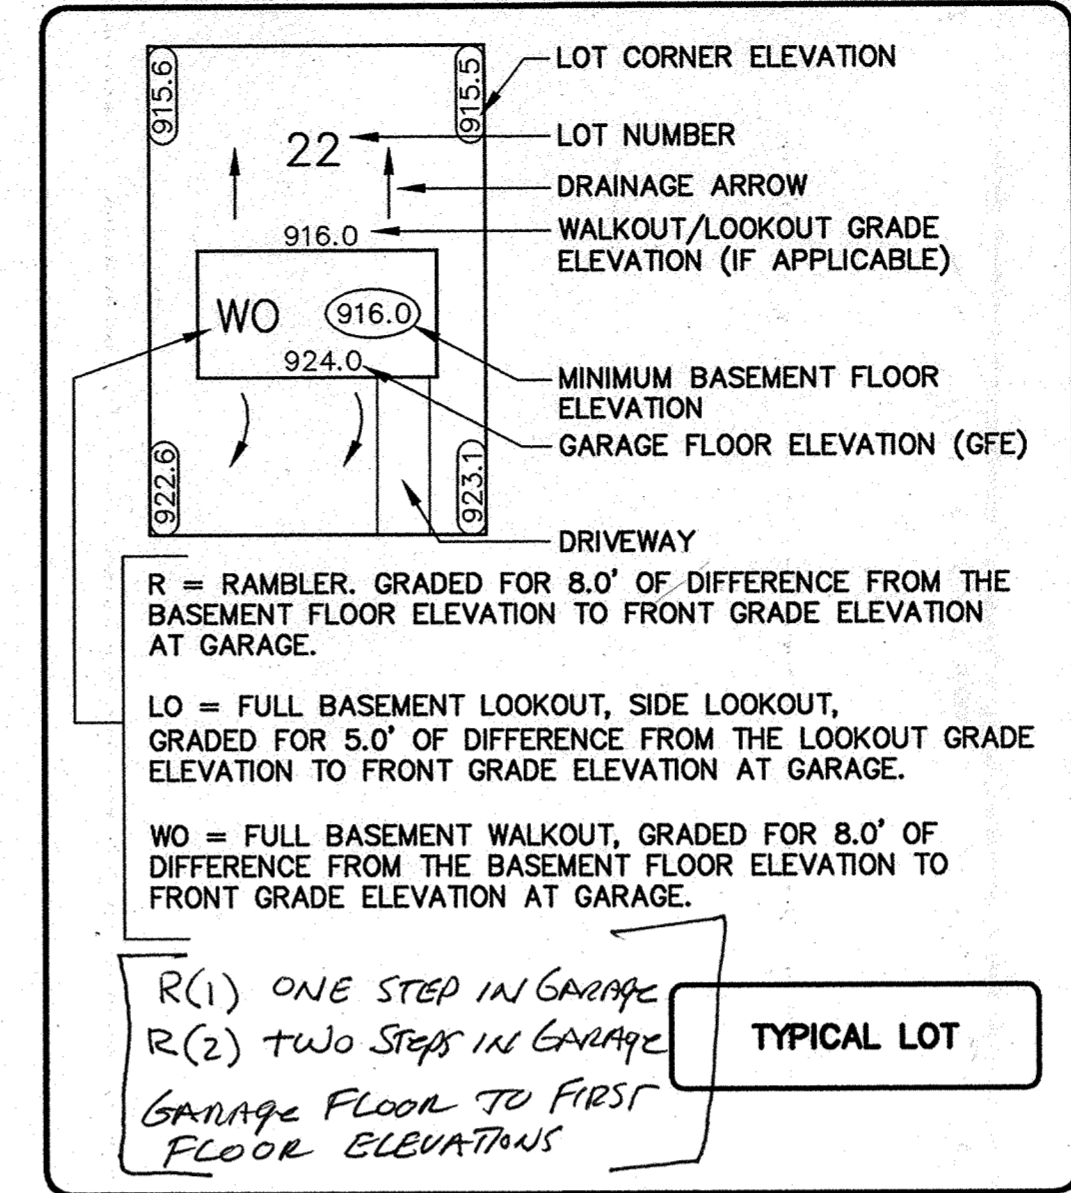 915.6
915.5
LOT CORNER ELEVATION
22
LOT NUMBER
DRAINAGE ARROW
916.0
WALKOUT/LOOKOUT GRADE
ELEVATION (IF APPLICABLE)
WO
916.0
924.0
MINIMUM BASEMENT FLOOR
ELEVATION
GARAGE FLOOR ELEVATION (GFE)
922.6
923.1
DRIVEWAY
R = RAMBLER. GRADED FOR 8.0' OF DIFFERENCE FROM THE
BASEMENT FLOOR ELEVATION TO FRONT GRADE ELEVATION
AT GARAGE.
LO = FULL BASEMENT LOOKOUT, SIDE LOOKOUT,
GRADED FOR 5.0' OF DIFFERENCE FROM THE LOOKOUT GRADE
ELEVATION TO FRONT GRADE ELEVATION AT GARAGE.
WO = FULL BASEMENT WALKOUT, GRADED FOR 8.0' OF
DIFFERENCE FROM THE BASEMENT FLOOR ELEVATION TO
FRONT GRADE ELEVATION AT GARAGE.
R(1) ONE STEP IN GARAGE
R(2) TWO STEPS IN GARAGE
GARAGE FLOOR TO FIRST
FLOOR ELEVATIONS
TYPICAL LOT